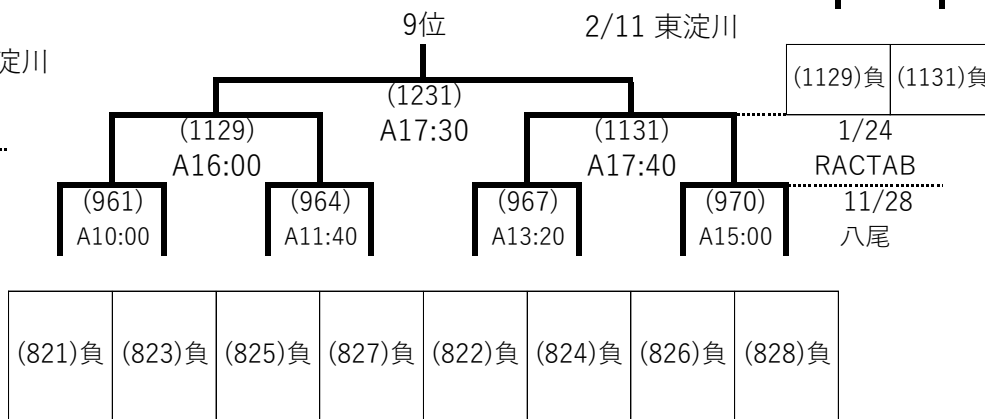 9位
2/11 東淀川
淀川
(1129)負
(1131)負
(1231)
A17:30
(1129)
A16:00
(1131)
A17:40
1/24
RACTAB
(961)
A10:00
(964)
A11:40
(967)
A13:20
(970)
A15:00
11/28
八尾
(821)負
(823)負
(825)負
(827)負
(822)負
(824)負
(826)負
(828)負